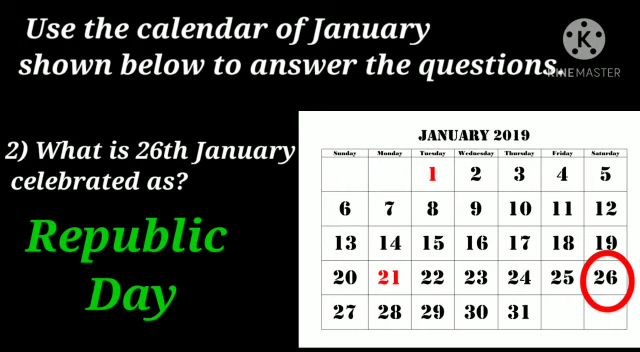 Use the calendar of January
shown below to answer the questions.
K
KINEMASTER
2) What is 26th January
celebrated as?
Republic
Day
JANUARY 2019
Sunday Monday Tuesday Wednesday Thursday Friday Saturday
1 2 3 4 5
6 7 8 9 10 11 12
13 14 15 16 17 18 19
20 21 22 23 24 25 26
27 28 29 30 31